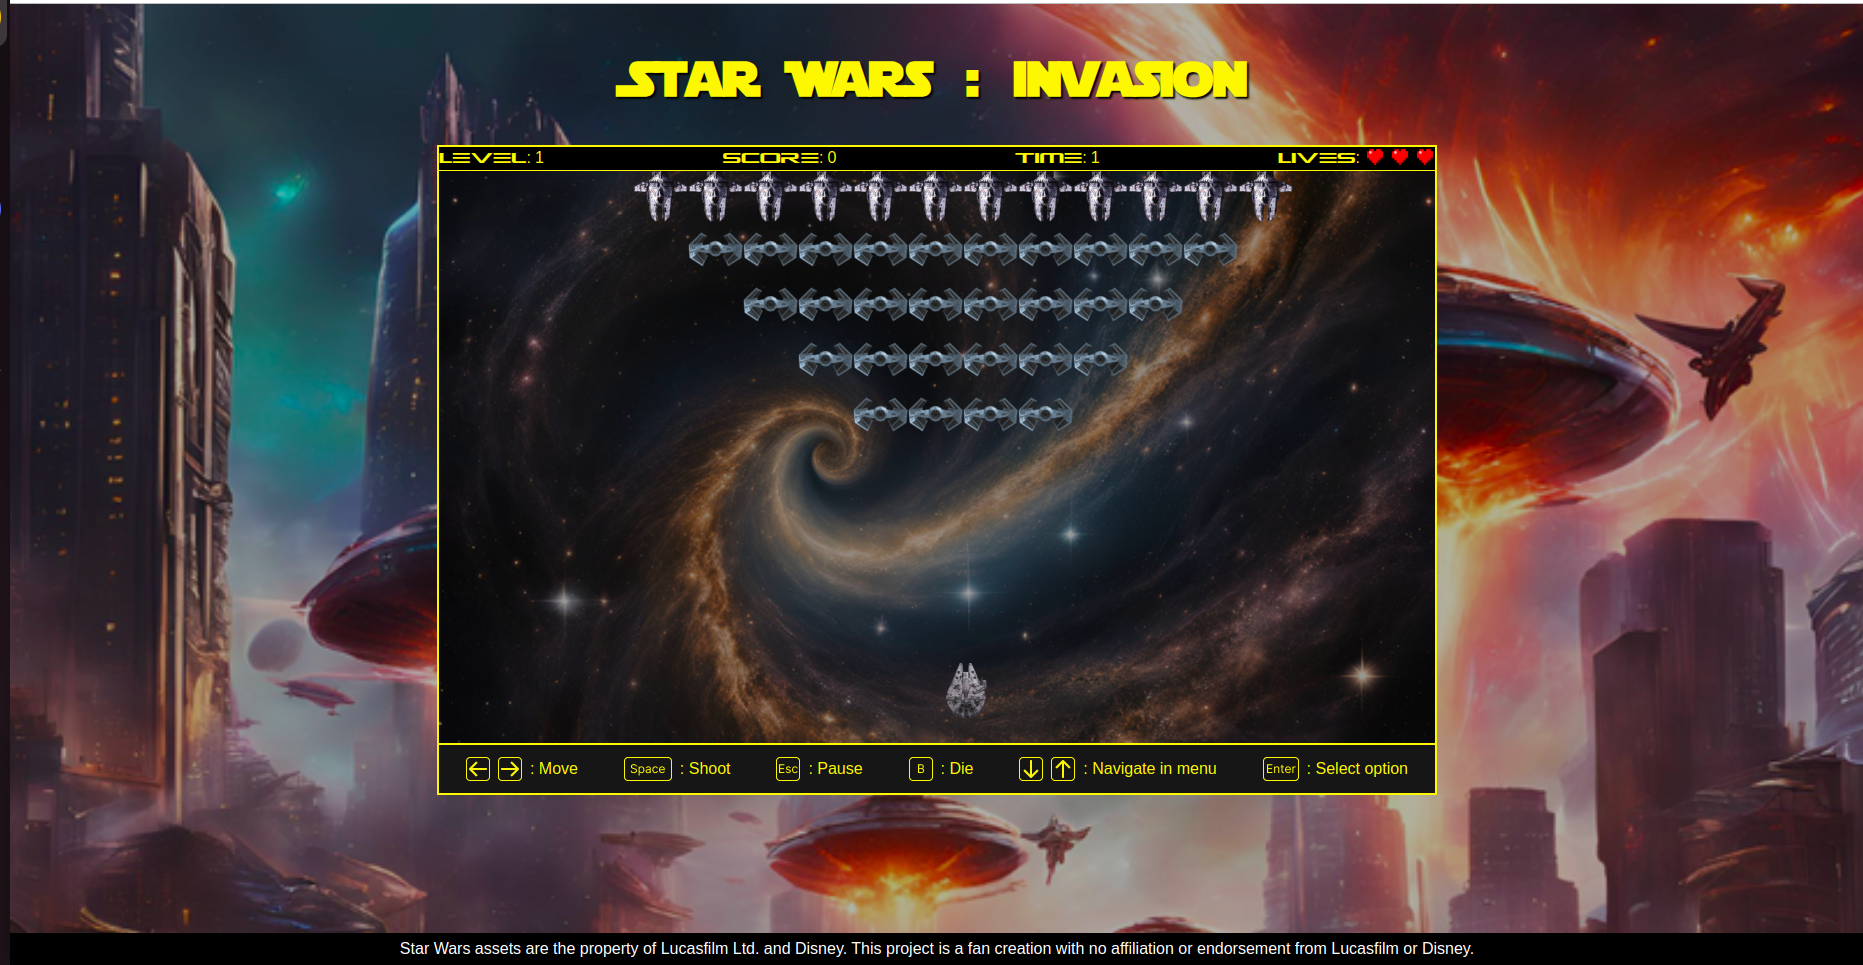 STAR WARS : INVASION
LEVEL: 1 SCORE: 0 TIME: 1 LIVES:
: Move Space : Shoot Esc : Pause B : Die : Navigate in menu Enter : Select option
Star Wars assets are the property of Lucasfilm Ltd. and Disney. This project is a fan creation with no affiliation or endorsement from Lucasfilm or Disney.